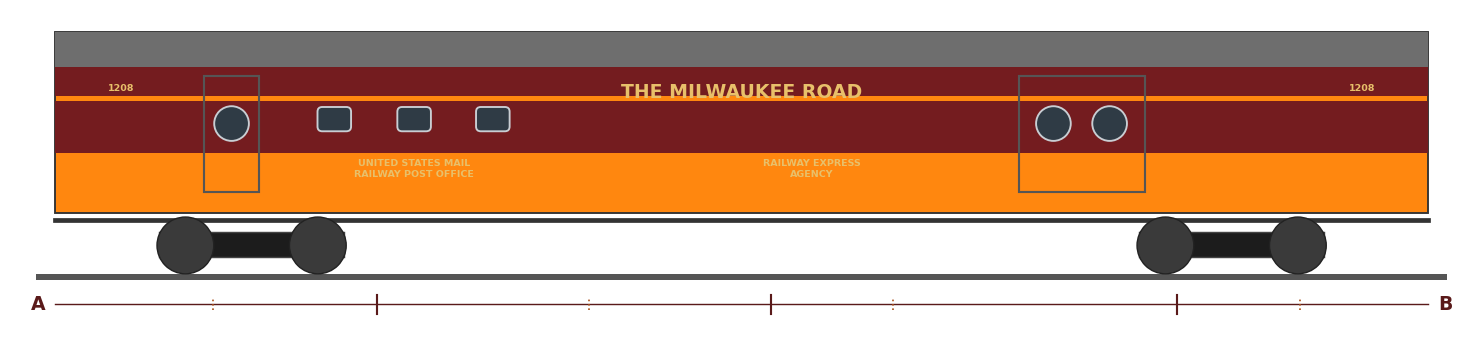 THE MILWAUKEE ROAD
1208
1208
UNITED STATES MAIL
RAILWAY POST OFFICE
RAILWAY EXPRESS
AGENCY
A
B